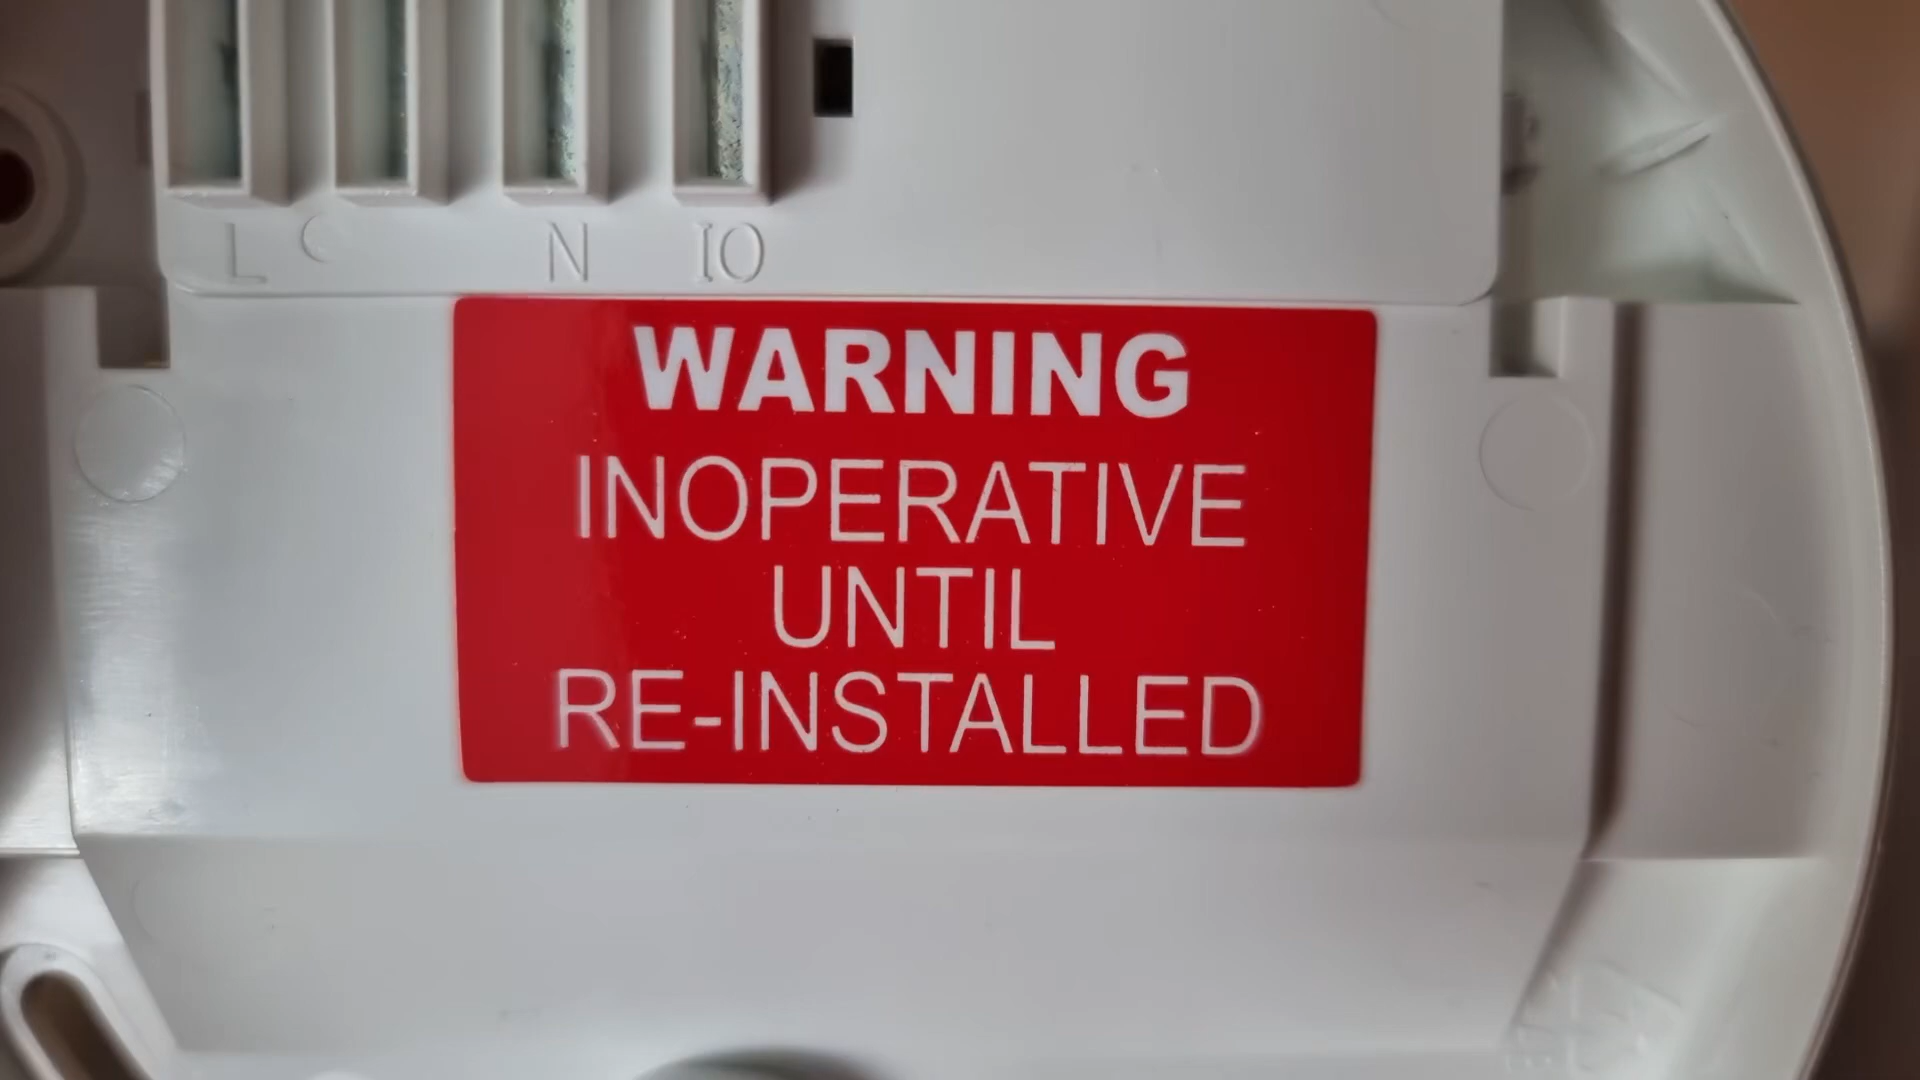 L N IO
WARNING
INOPERATIVE
UNTIL
RE-INSTALLED